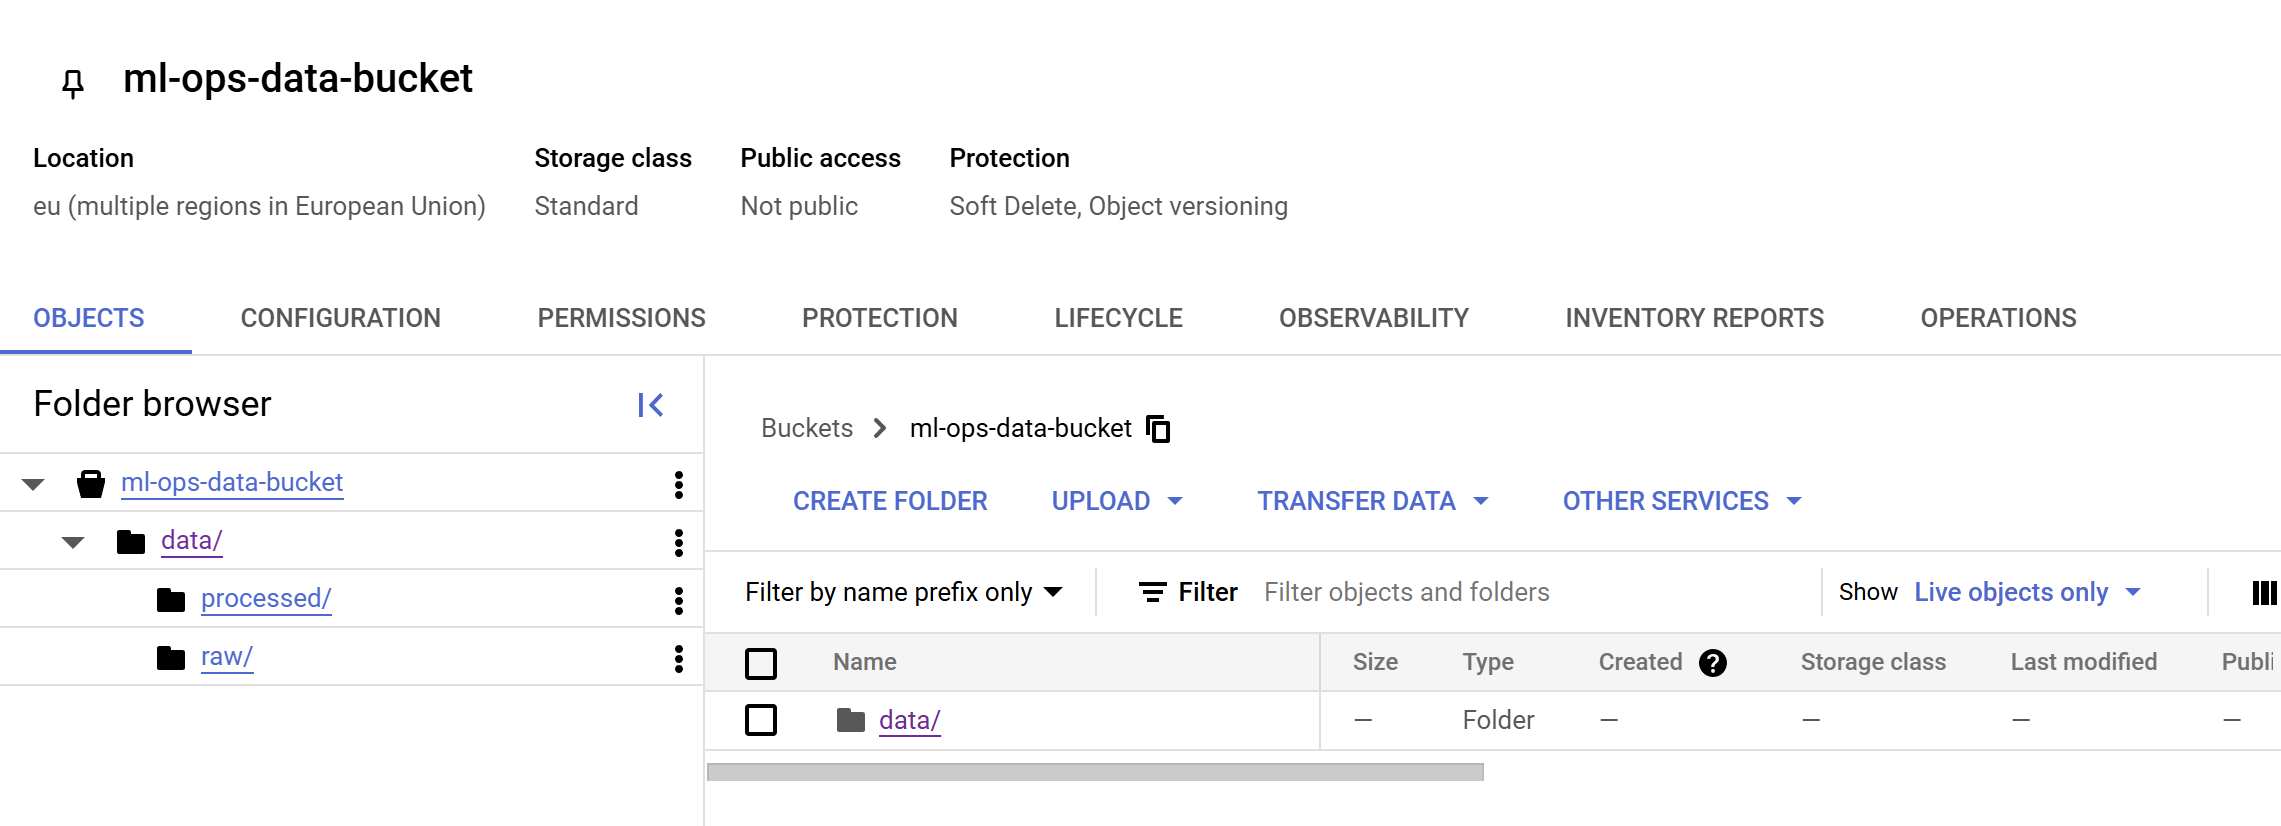 ml-ops-data-bucket
Location Storage class Public access Protection
eu (multiple regions in European Union) Standard Not public Soft Delete, Object versioning
OBJECTS CONFIGURATION PERMISSIONS PROTECTION LIFECYCLE OBSERVABILITY INVENTORY REPORTS OPERATIONS
Folder browser
ml-ops-data-bucket
data/
processed/
raw/
Buckets ml-ops-data-bucket
CREATE FOLDER UPLOAD TRANSFER DATA OTHER SERVICES
Filter by name prefix only Filter Filter objects and folders Show Live objects only
Name Size Type Created ? Storage class Last modified Publi
data/ — Folder — — — —